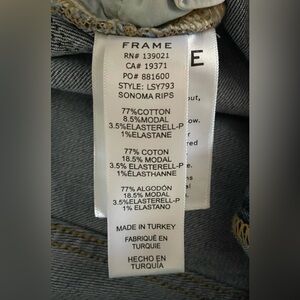 FRAME
RN# 139021
CA# 19371
PO# 881600
STYLE: LSY793
SONOMA RIPS
77%COTTON
8.5%MODAL
3.5%ELASTERELL-P
1%ELASTANE
77% COTON
18.5% MODAL
3.5%ELASTERELL-P
1%ELASTHANNE
77% ALGODÓN
18.5% MODAL
3.5%ELASTERELL-P
1% ELASTANO
MADE IN TURKEY
FABRIQUÉ EN
TURQUIE
HECHO EN
TURQUÍA
E